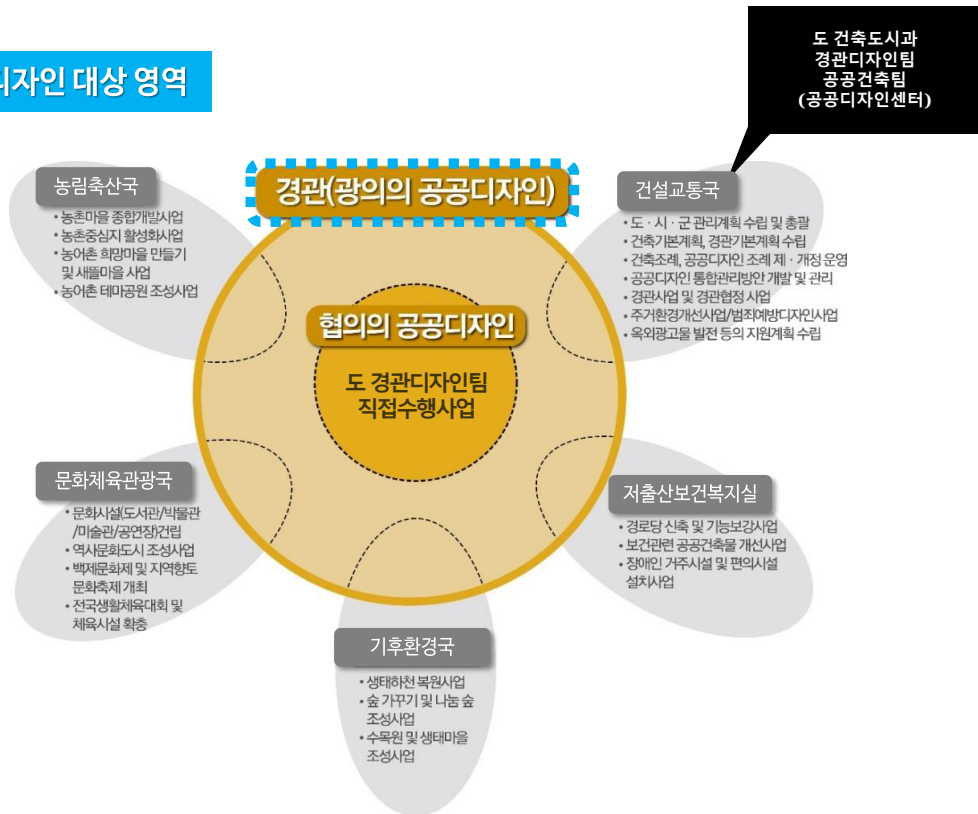 도 건축도시과
경관디자인팀
공공건축팀
(공공디자인센터)
디자인 대상 영역
경관(광의의 공공디자인)
협의의 공공디자인
도 경관디자인팀
직접수행사업
농림축산국
• 농촌마을 종합개발사업
• 농촌중심지 활성화사업
• 농어촌 희망마을 만들기
및 새뜰마을 사업
• 농어촌 테마공원 조성사업
건설교통국
• 도 · 시 · 군 관리계획 수립 및 총괄
• 건축기본계획, 경관기본계획 수립
• 건축조례, 공공디자인 조례 제 · 개정 운영
• 공공디자인 통합관리방안 개발 및 관리
• 경관사업 및 경관협정 사업
• 주거환경개선사업/범죄예방디자인사업
• 옥외광고물 발전 등의 지원계획 수립
문화체육관광국
• 문화시설(도서관/박물관
/미술관/공연장)건립
• 역사문화도시 조성사업
• 백제문화제 및 지역향토
문화축제 개최
• 전국생활체육대회 및
체육시설 확충
저출산보건복지실
• 경로당 신축 및 기능보강사업
• 보건관련 공공건축물 개선사업
• 장애인 거주시설 및 편의시설
설치사업
기후환경국
• 생태하천 복원사업
• 숲 가꾸기 및 나눔 숲
조성사업
• 수목원 및 생태마을
조성사업